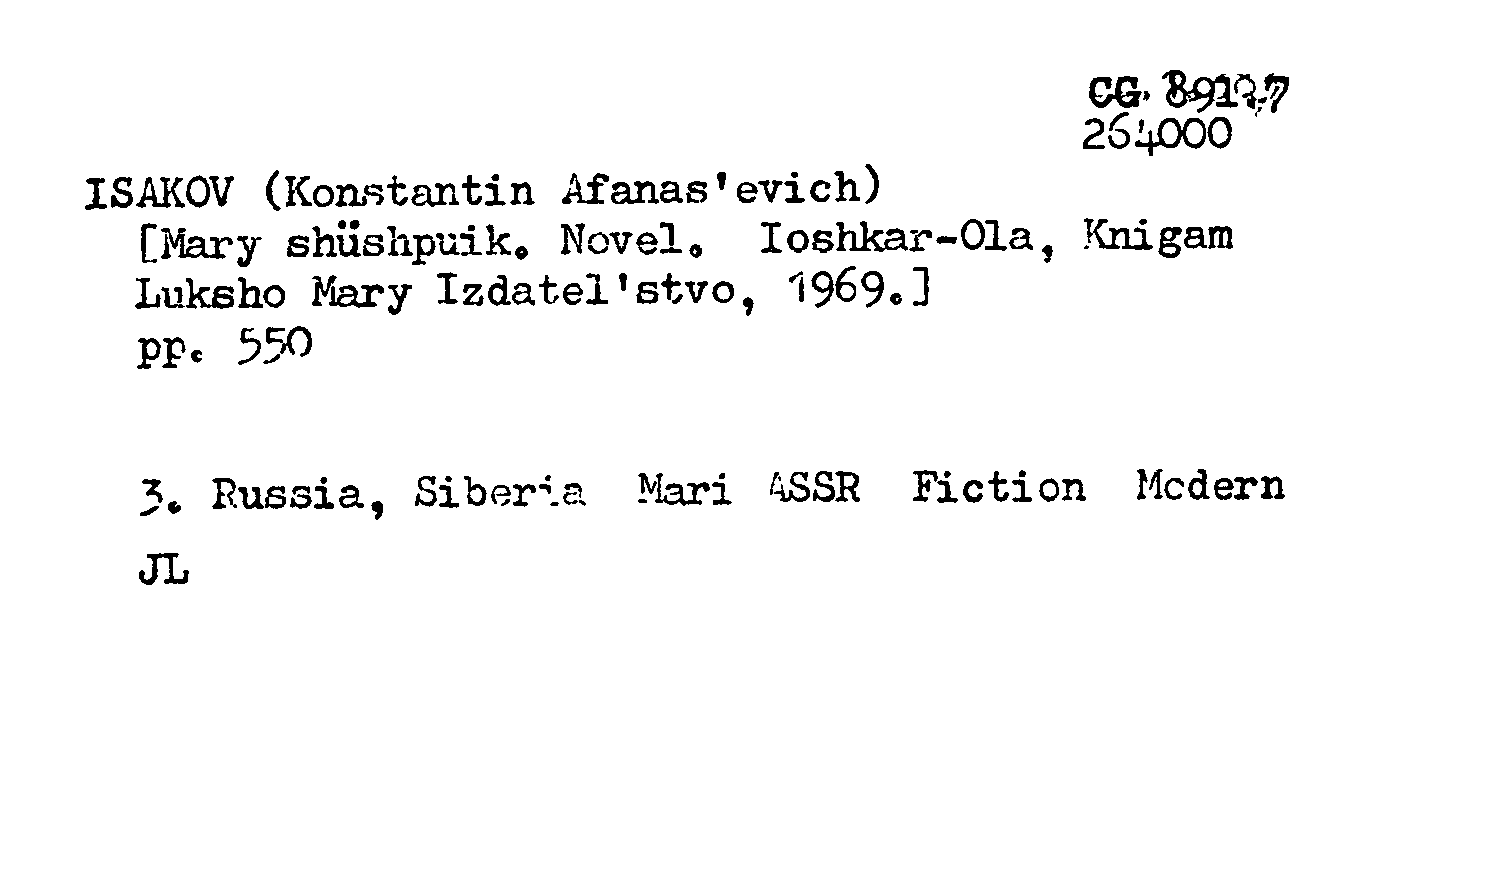 CG.
264000
ISAKOV (Konstantin Afanas'evich)
[Mary shüshpuik. Novel. Ioshkar-Ola, Knigam
Luksho Mary Izdatel'stvo, 1969.]
pp. 550
3. Russia, Siberia Mari ASSR Fiction Modern
JL